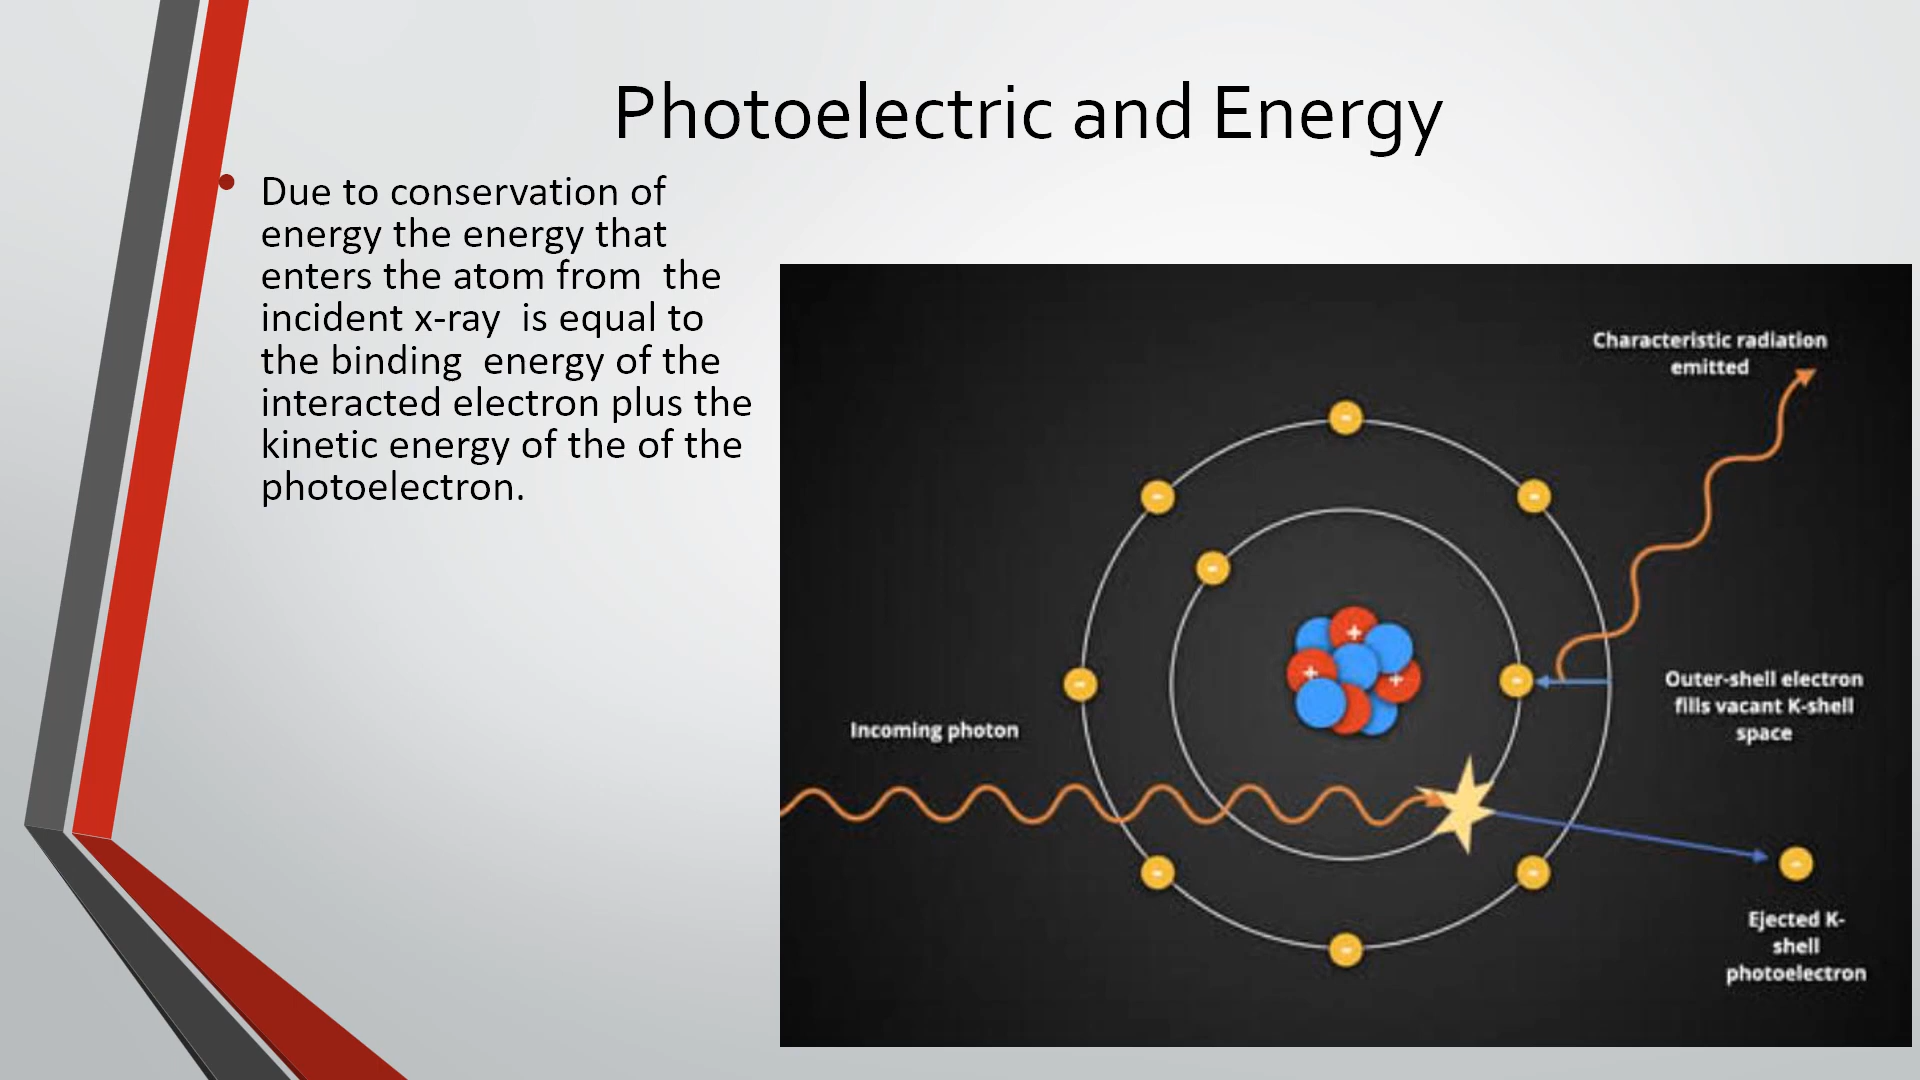 Photoelectric and Energy
• Due to conservation of
energy the energy that
enters the atom from  the
incident x-ray  is equal to
the binding  energy of the
interacted electron plus the
kinetic energy of the of the
photoelectron.
Characteristic radiation
emitted
Outer-shell electron
fills vacant K-shell
space
Incoming photon
Ejected K-
shell
photoelectron